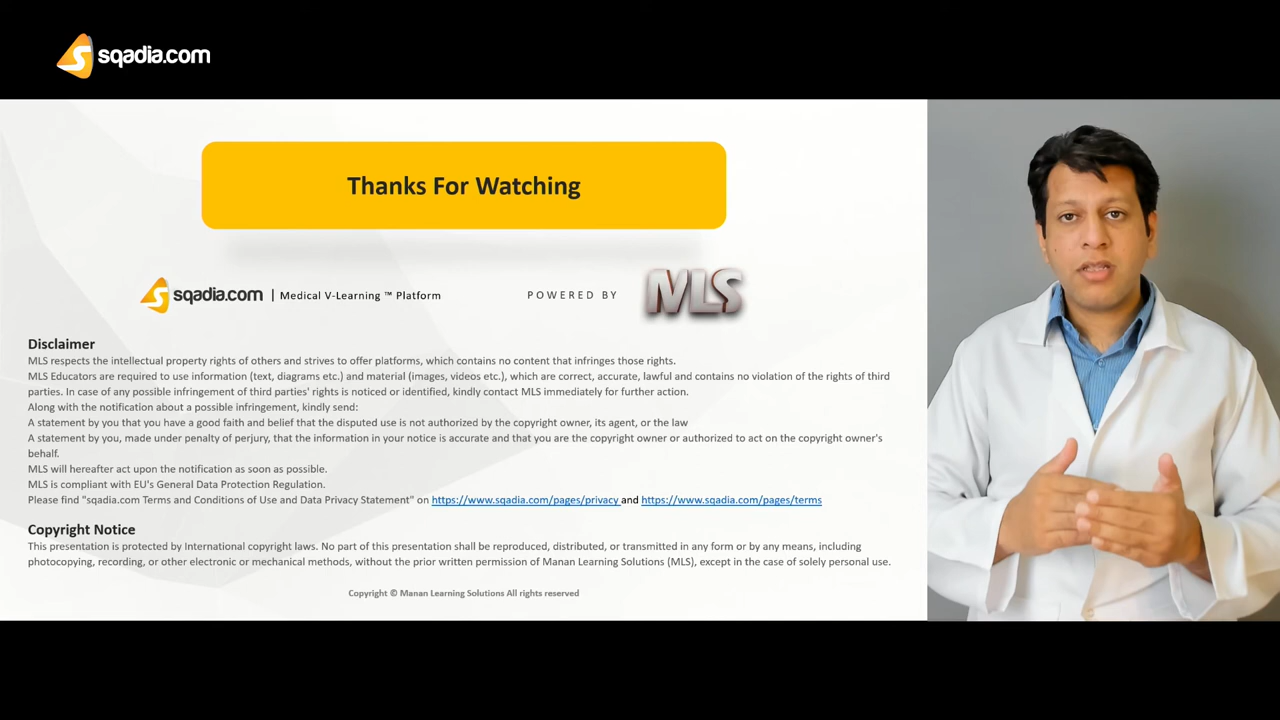 sqadia.com
Thanks For Watching
sqadia.com | Medical V-Learning ™ Platform
POWERED BY MLS
Disclaimer
MLS respects the intellectual property rights of others and strives to offer platforms, which contains no content that infringes those rights.
MLS Educators are required to use information (text, diagrams etc.) and material (images, videos etc.), which are correct, accurate, lawful and contains no violation of the rights of third
parties. In case of any possible infringement of third parties' rights is noticed or identified, kindly contact MLS immediately for further action.
Along with the notification about a possible infringement, kindly send:
A statement by you that you have a good faith and belief that the disputed use is not authorized by the copyright owner, its agent, or the law
A statement by you, made under penalty of perjury, that the information in your notice is accurate and that you are the copyright owner or authorized to act on the copyright owner's
behalf.
MLS will hereafter act upon the notification as soon as possible.
MLS is compliant with EU's General Data Protection Regulation.
Please find "sqadia.com Terms and Conditions of Use and Data Privacy Statement" on https://www.sqadia.com/pages/privacy and https://www.sqadia.com/pages/terms
Copyright Notice
This presentation is protected by International copyright laws. No part of this presentation shall be reproduced, distributed, or transmitted in any form or by any means, including
photocopying, recording, or other electronic or mechanical methods, without the prior written permission of Manan Learning Solutions (MLS), except in the case of solely personal use.
Copyright © Manan Learning Solutions All rights reserved